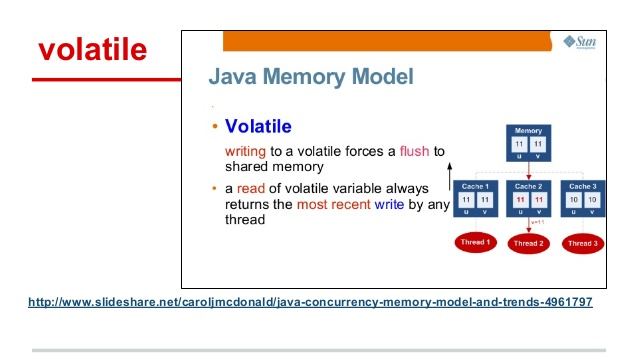 volatile
Sun
Java Memory Model
• Volatile
writing to a volatile forces a flush to
shared memory
• a read of volatile variable always
returns the most recent write by any
thread
Memory
11 11
u v
Cache 1 Cache 2 Cache 3
11 11 11 11 10 10
u v u v u v
v=11
Thread 1 Thread 2 Thread 3
http://www.slideshare.net/caroljmcdonald/java-concurrency-memory-model-and-trends-4961797